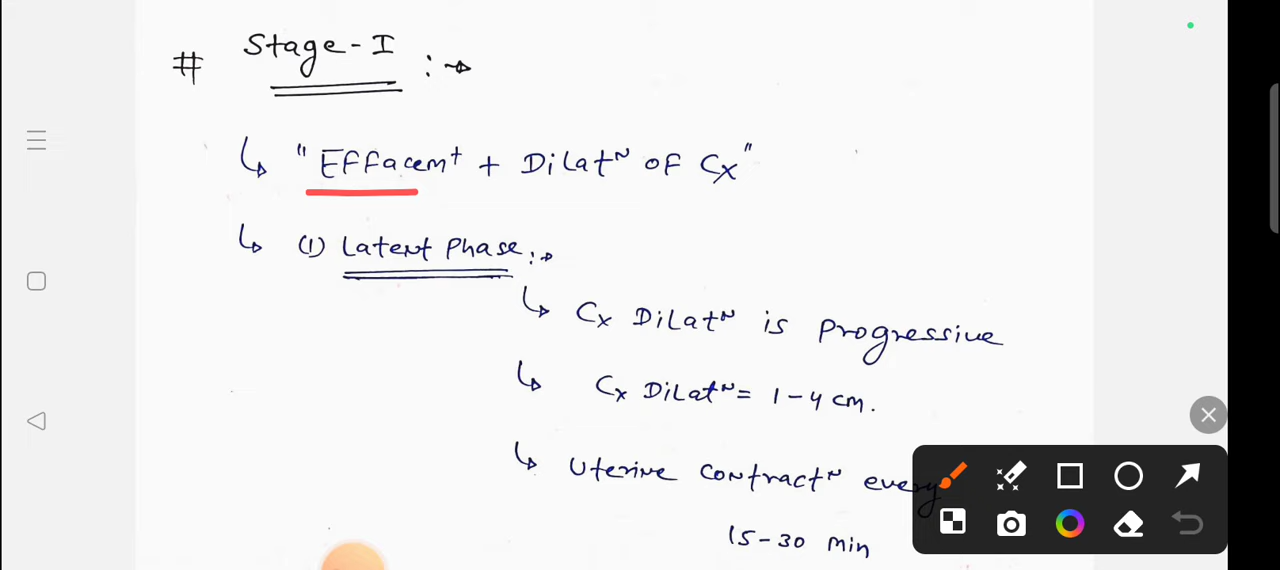 # Stage-I :→
↳ "Effacem⁺ + Dilatⁿ of Cx"
↳ (1) Latent Phase :→
↳ Cx Dilatⁿ is progressive
↳ Cx Dilatⁿ = 1-4 cm.
↳ Uterine contractⁿ every
15-30 min